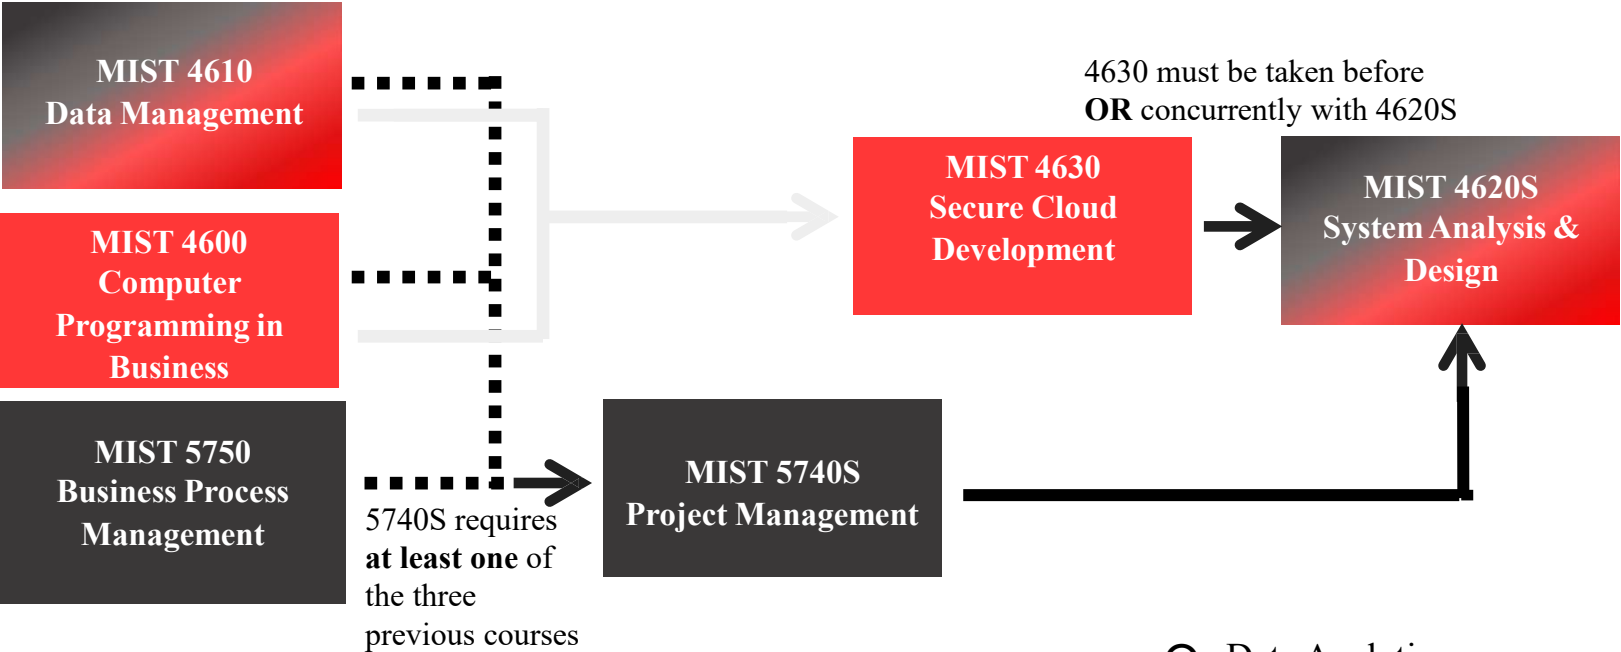 MIST 4610
Data Management
4630 must be taken before
OR concurrently with 4620S
MIST 4630
Secure Cloud
Development
MIST 4620S
System Analysis &
Design
MIST 4600
Computer
Programming in
Business
MIST 5750
Business Process
Management
MIST 5740S
Project Management
5740S requires
at least one of
the three
previous courses